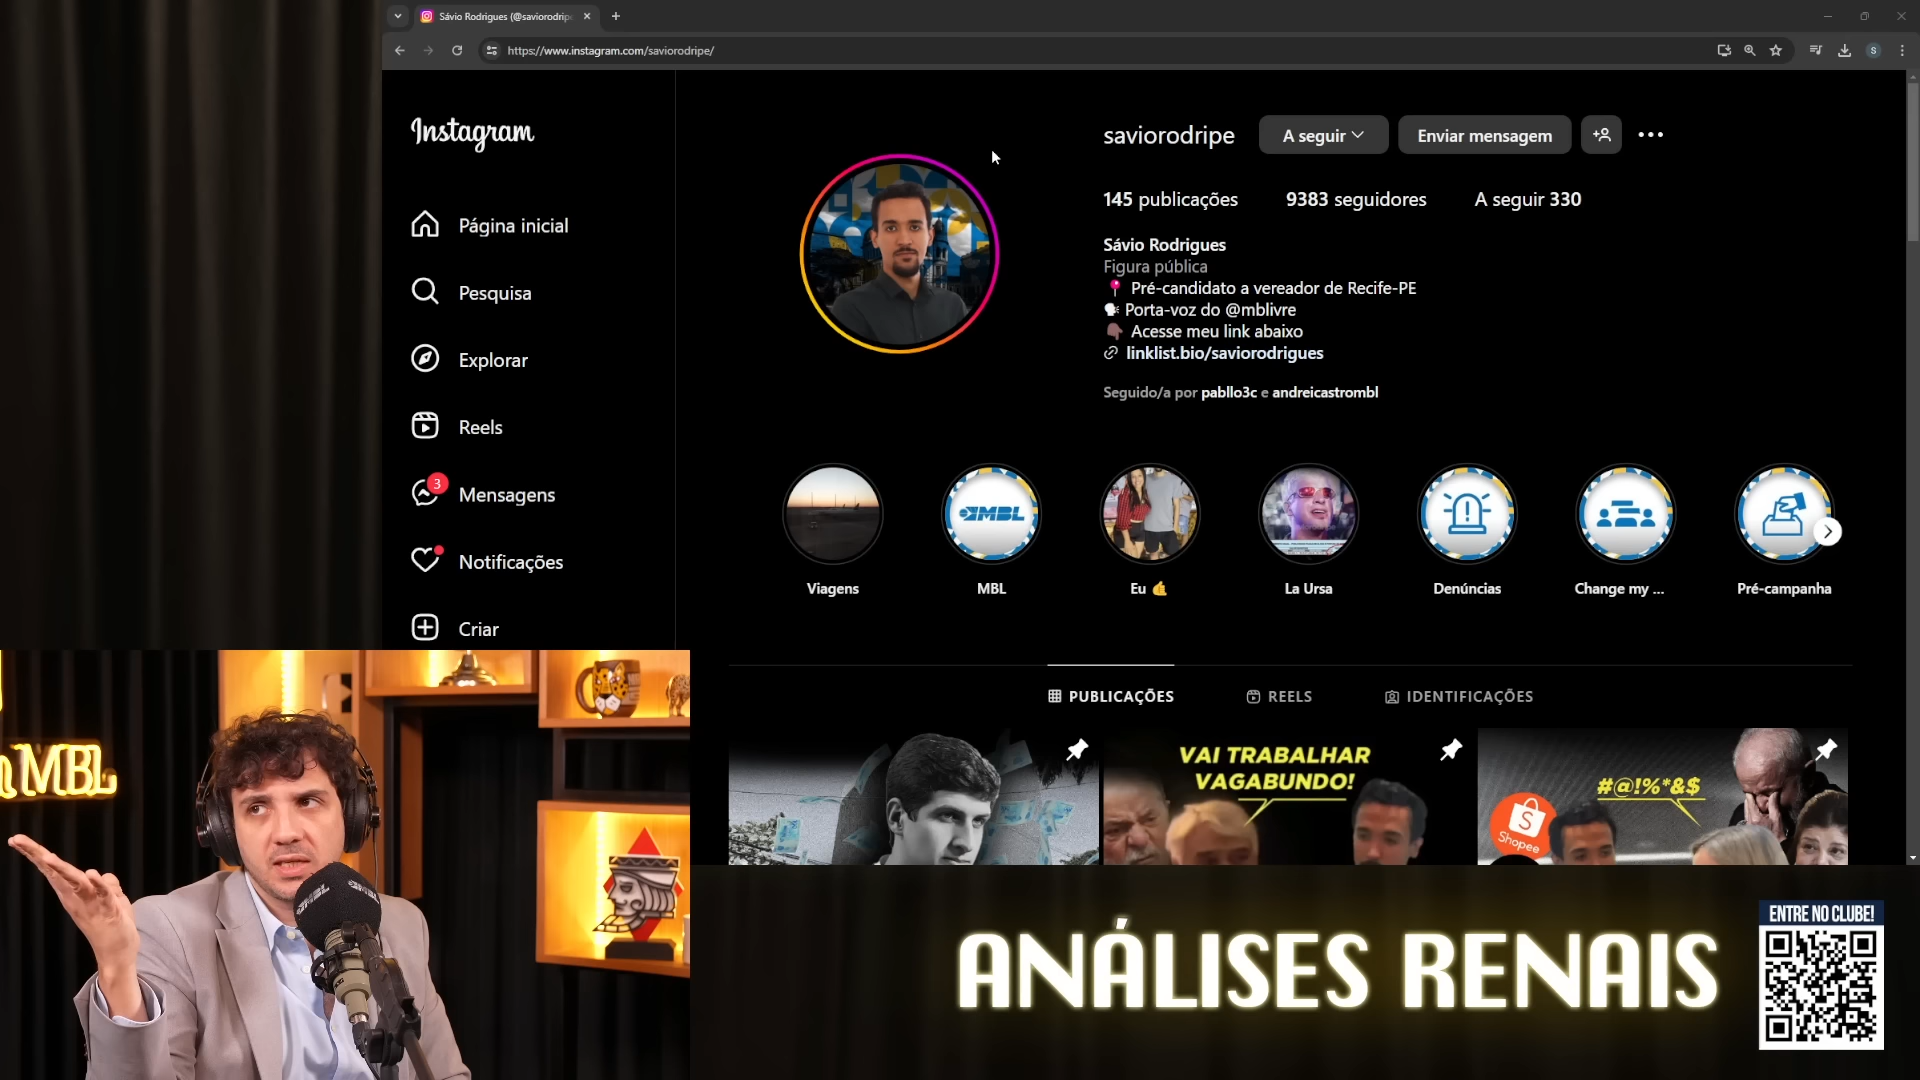 Sávio Rodrigues (@saviorodripe
https://www.instagram.com/saviorodripe/
S
Instagram
Página inicial
Pesquisa
Explorar
Reels
3
Mensagens
Notificações
Criar
saviorodripe
A seguir
Enviar mensagem
145 publicações
9383 seguidores
A seguir 330
Sávio Rodrigues
Figura pública
Pré-candidato a vereador de Recife-PE
Porta-voz do @mblivre
Acesse meu link abaixo
linklist.bio/saviorodrigues
Seguido/a por pabllo3c e andreicastrombl
MBL
Viagens
MBL
Eu
La Ursa
Denúncias
Change my ...
Pré-campanha
PUBLICAÇÕES
REELS
IDENTIFICAÇÕES
VAI TRABALHAR
VAGABUNDO!
#@!%*&$
S
Shopee
MBL
MBL
ANÁLISES RENAIS
ENTRE NO CLUBE!